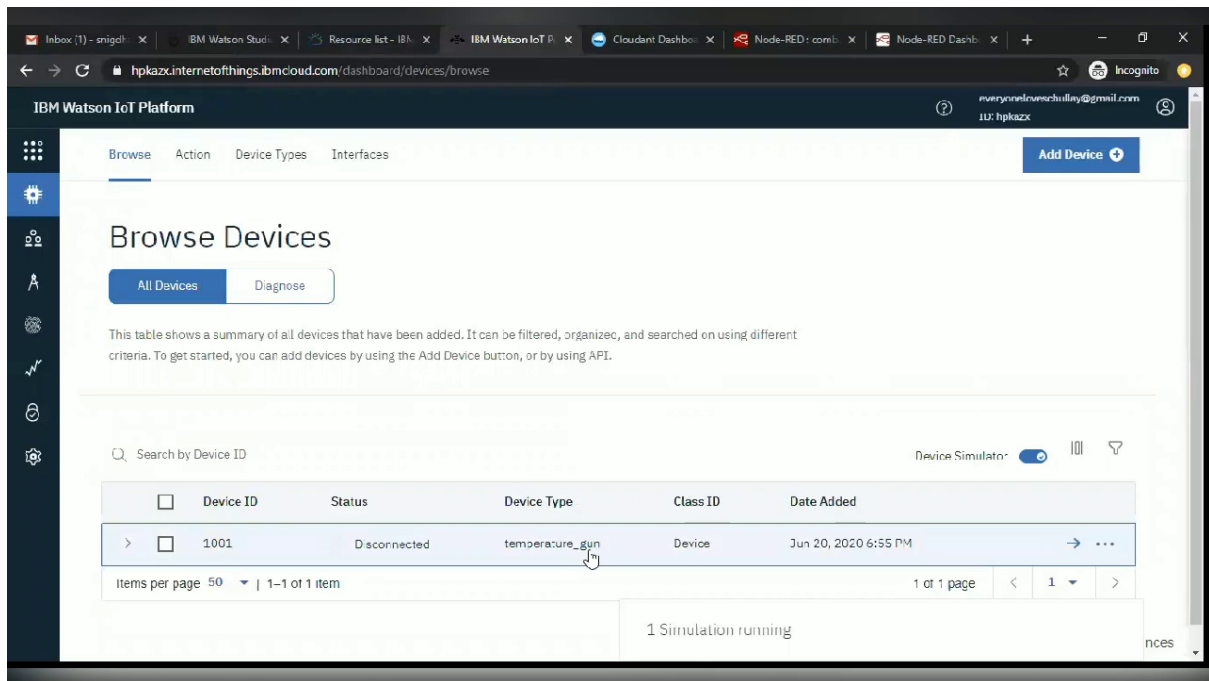 Inbox (1) - snigdh
IBM Watson Studi
Resource list - IBM
IBM Watson IoT P
Cloudant Dashbo
Node-RED : comb
Node-RED Dashb
hpkazx.internetofthings.ibmcloud.com/dashboard/devices/browse
Incognito
IBM Watson IoT Platform
everyoneloveschulley@gmail.com
ID: hpkazx
Browse Action Device Types Interfaces
Add Device
Browse Devices
All Devices Diagnose
This table shows a summary of all devices that have been added. It can be filtered, organized, and searched on using different
criteria. To get started, you can add devices by using the Add Device button, or by using API.
Search by Device ID
Device Simulator
Device ID Status Device Type Class ID Date Added
1001 Disconnected temperature_gun Device Jun 20, 2020 6:55 PM
Items per page 50 | 1–1 of 1 item
1 of 1 page 1
1 Simulation running
nces